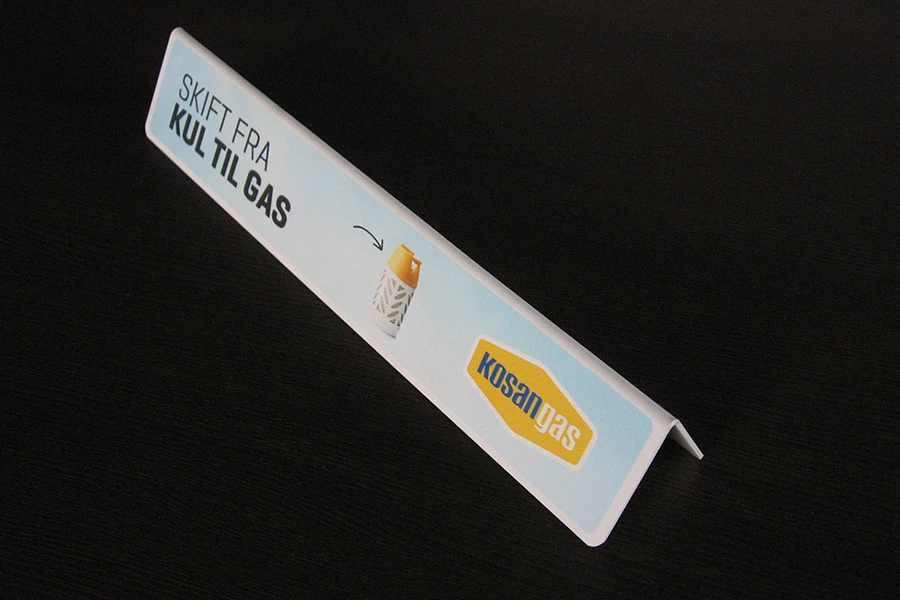 SKIFT FRA
KUL TIL GAS
kosangas